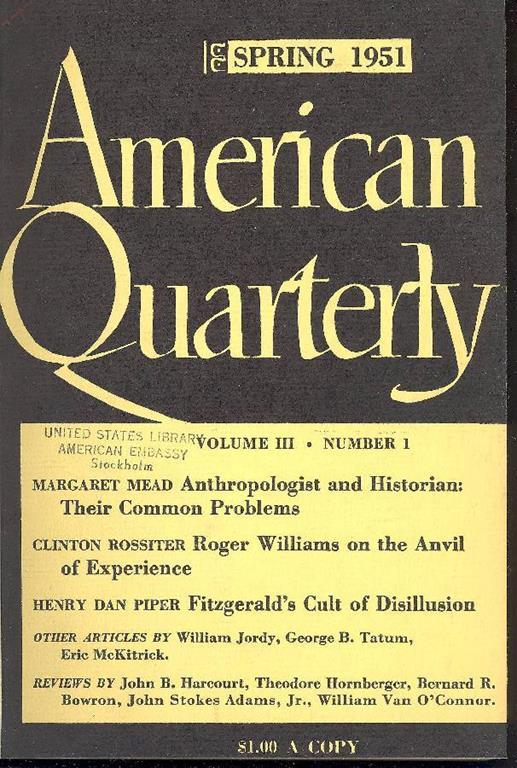 SPRING 1951
American
Quarterly
UNITED STATES LIBRARY
AMERICAN EMBASSY
Stockholm
VOLUME III • NUMBER 1
MARGARET MEAD Anthropologist and Historian:
Their Common Problems
CLINTON ROSSITER Roger Williams on the Anvil
of Experience
HENRY DAN PIPER Fitzgerald's Cult of Disillusion
OTHER ARTICLES BY William Jordy, George B. Tatum,
Eric McKitrick.
REVIEWS BY John B. Harcourt, Theodore Hornberger, Bernard R.
Bowron, John Stokes Adams, Jr., William Van O'Connor.
$1.00 A COPY